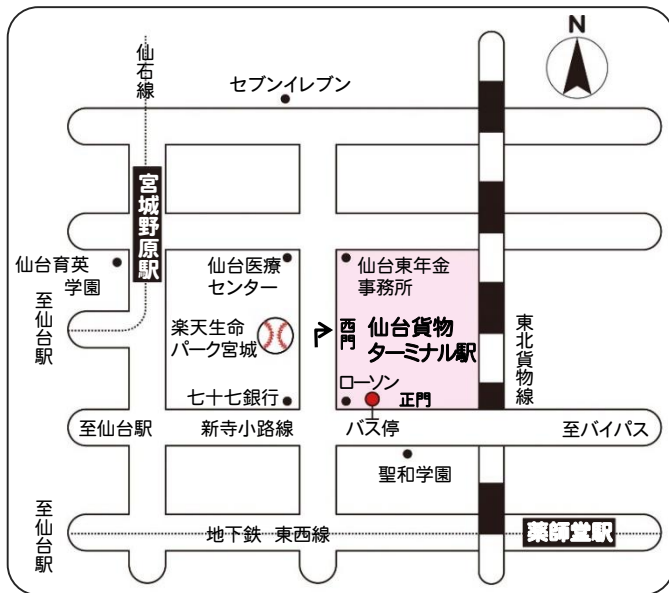 N
仙石線
セブンイレブン
宮城野原駅
仙台育英
学園
仙台医療
センター
仙台東年金
事務所
至仙台駅
楽天生命
パーク宮城
西門
仙台貨物
ターミナル駅
東北貨物線
七十七銀行
ローソン
正門
至仙台駅
新寺小路線
バス停
至バイパス
聖和学園
至仙台駅
地下鉄 東西線
薬師堂駅